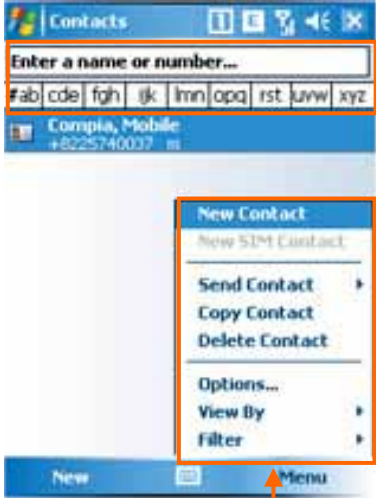 Contacts
Enter a name or number...
#ab cde fgh ijk lmn opq rst uvw xyz
Compia, Mobile
+8225740037 m
New Contact
New SIM Contact
Send Contact
Copy Contact
Delete Contact
Options...
View By
Filter
New Menu